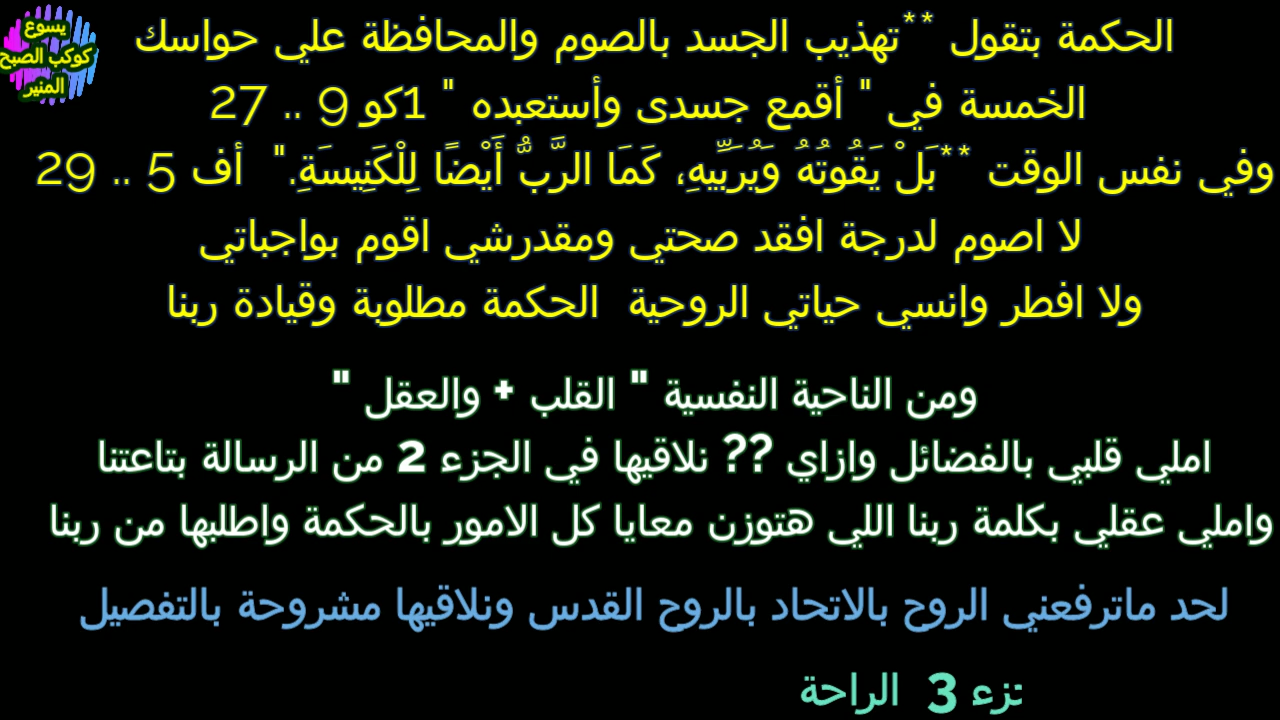 يسوع
كوكب الصبح
المنير
الحكمة بتقول **تهذيب الجسد بالصوم والمحافظة علي حواسك
الخمسة في " أقمع جسدى وأستعبده " 1كو 9 .. 27
وفى نفس الوقت **بَلْ يَقُوتُهُ وَيُرَبِّيهِ، كَمَا الرَّبُّ أَيْضًا لِلْكَنِيسَةِ." أف 5 .. 29
لا اصوم لدرجة افقد صحتي ومقدرشي اقوم بواجباتي
ولا افطر وانسي حياتي الروحية الحكمة مطلوبة وقيادة ربنا
ومن الناحية النفسية " القلب + والعقل "
املي قلبي بالفضائل وازاي ?? نلاقيها في الجزء 2 من الرسالة بتاعتنا
واملي عقلي بكلمة ربنا اللي هتوزن معايا كل الامور بالحكمة واطلبها من ربنا
لحد ماترفعني الروح بالاتحاد بالروح القدس ونلاقيها مشروحة بالتفصيل
3 الراحة